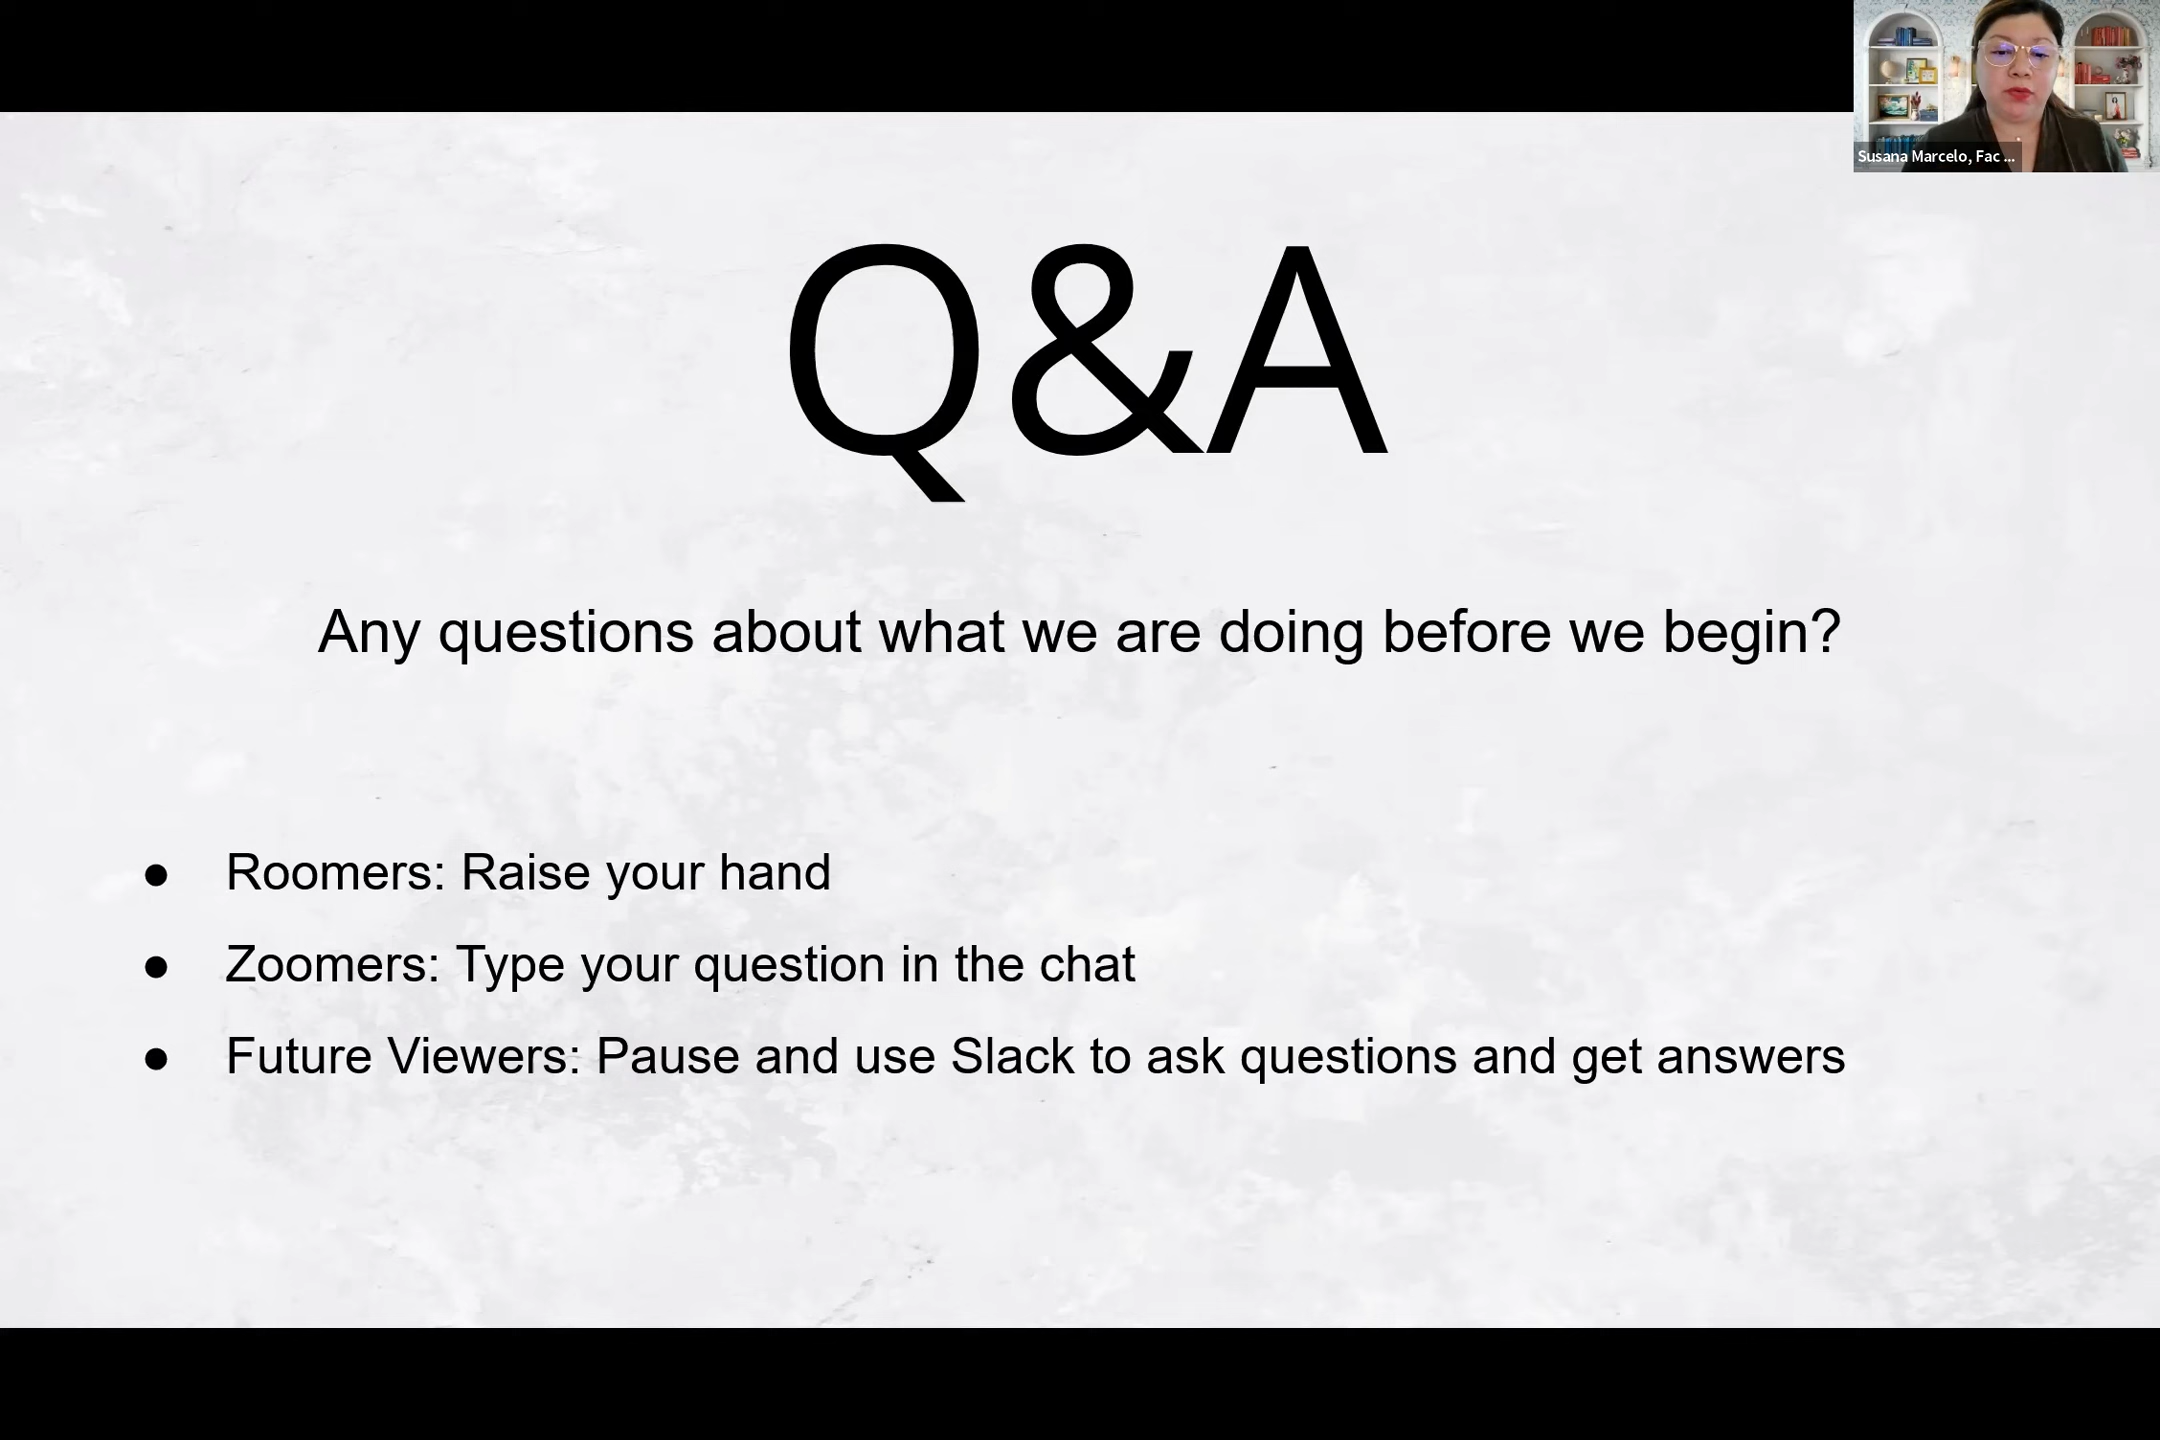 Susana Marcelo, Fac ...
Q&A
Any questions about what we are doing before we begin?
● Roomers: Raise your hand
● Zoomers: Type your question in the chat
● Future Viewers: Pause and use Slack to ask questions and get answers